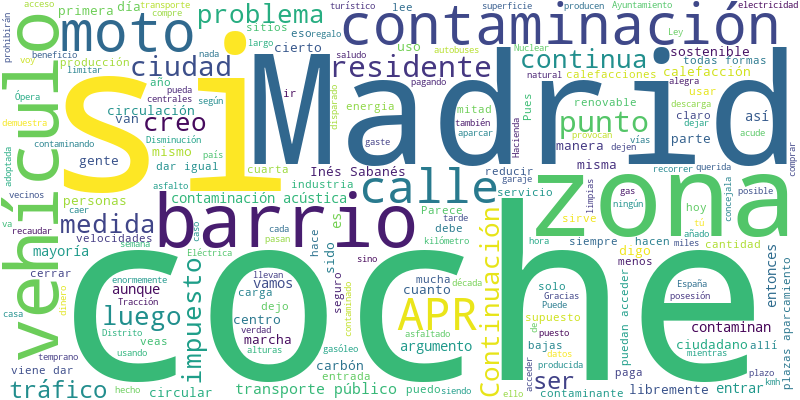 si
Madrid
coche
zona
barrio
contaminación
vehículo
moto
calle
APR
residente
punto
continua
problema
ciudad
creo
medida
luego
tráfico
impuesto
Continuación
ser
transporte público
contaminación acústica
argumento
aunque
marcha
centro
vamos
entrar
libremente
ciudadano
contaminan
entonces
así
parte
manera
misma
sostenible
todas formas
calefacción
calefacciones
renovable
circulación
producción
primera
día
sitios
cierto
uso
lee
turístico
superficie
producen
Ayuntamiento
electricidad
transporte
compre
acceso
prohibirán
beneficio
voy
limitar
nada
largo
eso
regalo
saludo
autobuses
Nuclear
natural
Ley
alegra
usar
descarga
acude
claro
dejar
vías
provocan
dejen
aparcar
también
Hacienda
Pues
mitad
energia
ir
pagando
disparado
gaste
año
van
centrales
según
pueda
Ópera
demuestra
contaminando
Disminución
mismo
país
gente
dar igual
cuarta
Inés Sabanés
industria
reducir
garaje
servicio
gas
ningún
limpias
recorrer
querida
concejala
posible
comprar
miles
cantidad
añado
tú
hoy
siempre
hacen
digo
menos
sirve
hora
kilómetro
debe
tarde
Parece
es
hace
sido
cada
pasan
sino
caso
asfalto
personas
caer
vecinos
adoptada
va
recaudar
velocidades
semana
mayoría
cerrar
casa
dinero
enormemente
Tracción
Eléctrica
llevan
carga
dejo
verdad
seguro
cuanto
mucha
década
contaminado
asfaltado
alturas
veas
Distrito
usando
temprano
viene dar
hecho
circular
entrada
gasóleo
carbón
puedo
siendo
ello
de
supuesto
solo
Gracias
Puede
puesto
bajas
datos
producida
acceder
contaminante
paga
puedan acceder
mientras
España
posesión
allí
plazo
kmh
plazas aparcamiento